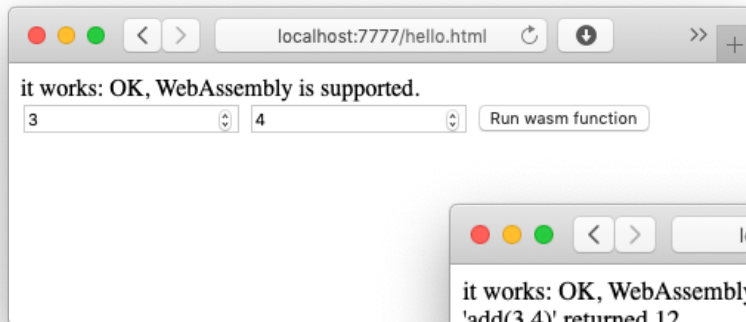 localhost:7777/hello.html
it works: OK, WebAssembly is supported.
3
4
Run wasm function
it works: OK, WebAssembly
'add(3,4)' returned 12